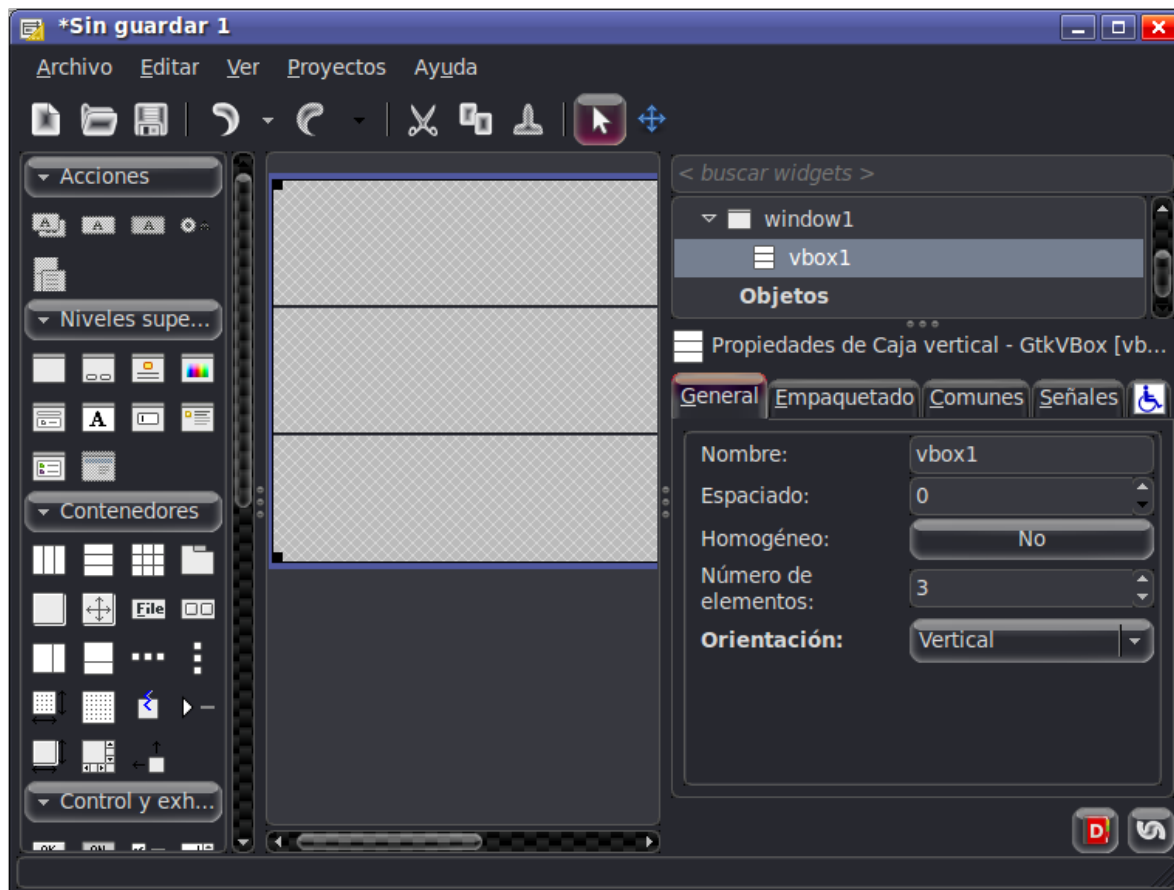 *Sin guardar 1
Archivo Editar Ver Proyectos Ayuda
Acciones
Niveles supe...
Contenedores
File
Control y exh...
< buscar widgets >
window1
vbox1
Objetos
Propiedades de Caja vertical - GtkVBox [vb...
General Empaquetado Comunes Señales
Nombre: vbox1
Espaciado: 0
Homogéneo: No
Número de
elementos: 3
Orientación: Vertical